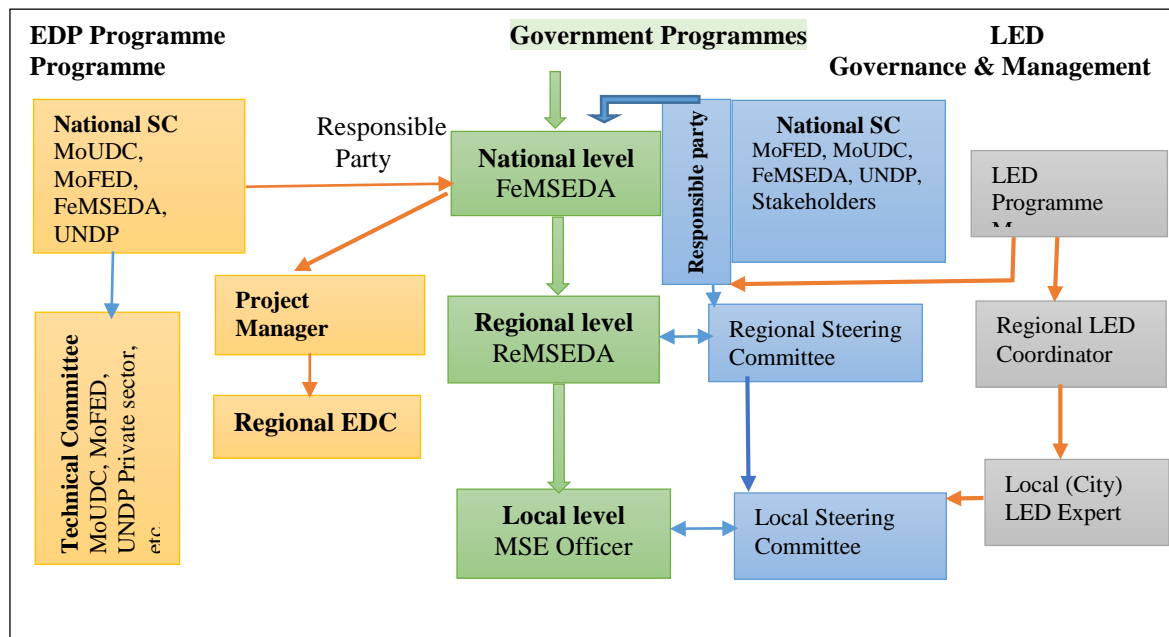 EDP Programme
Programme
Government Programmes
LED
Governance & Management
National SC
MoUDC,
MoFED,
FeMSEDA,
UNDP
Responsible
Party
National level
FeMSEDA
Responsible party
National SC
MoFED, MoUDC,
FeMSEDA, UNDP,
Stakeholders
LED
Programme
Project
Manager
Regional level
ReMSEDA
Regional Steering
Committee
Regional LED
Coordinator
Technical Committee
MoUDC, MoFED,
UNDP Private sector,
etc.
Regional EDC
Local level
MSE Officer
Local Steering
Committee
Local (City)
LED Expert